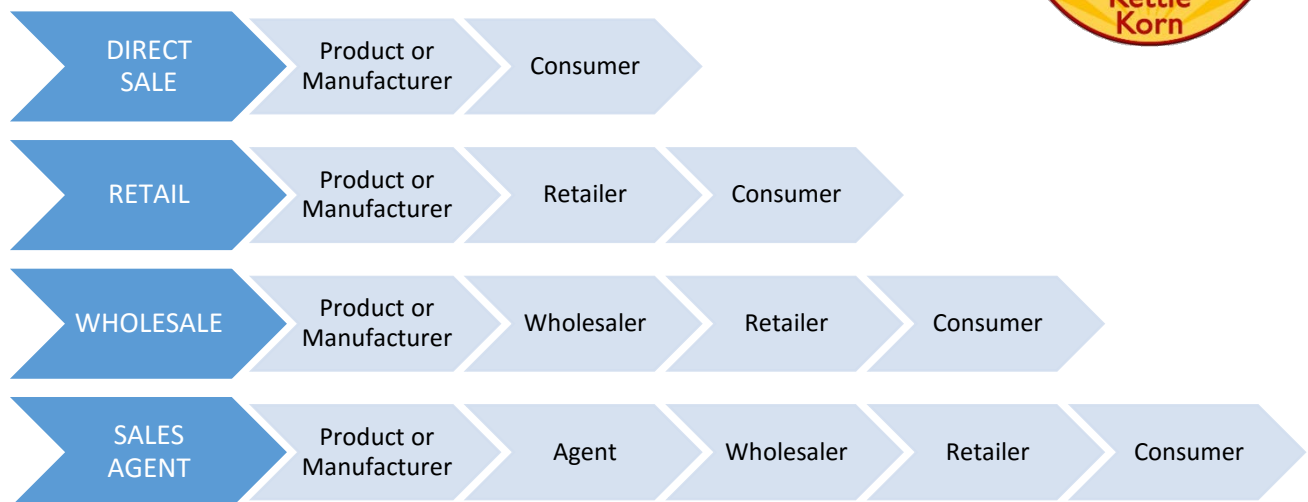 Kettle
Korn
DIRECT
SALE
Product or
Manufacturer
Consumer
RETAIL
Product or
Manufacturer
Retailer
Consumer
WHOLESALE
Product or
Manufacturer
Wholesaler
Retailer
Consumer
SALES
AGENT
Product or
Manufacturer
Agent
Wholesaler
Retailer
Consumer